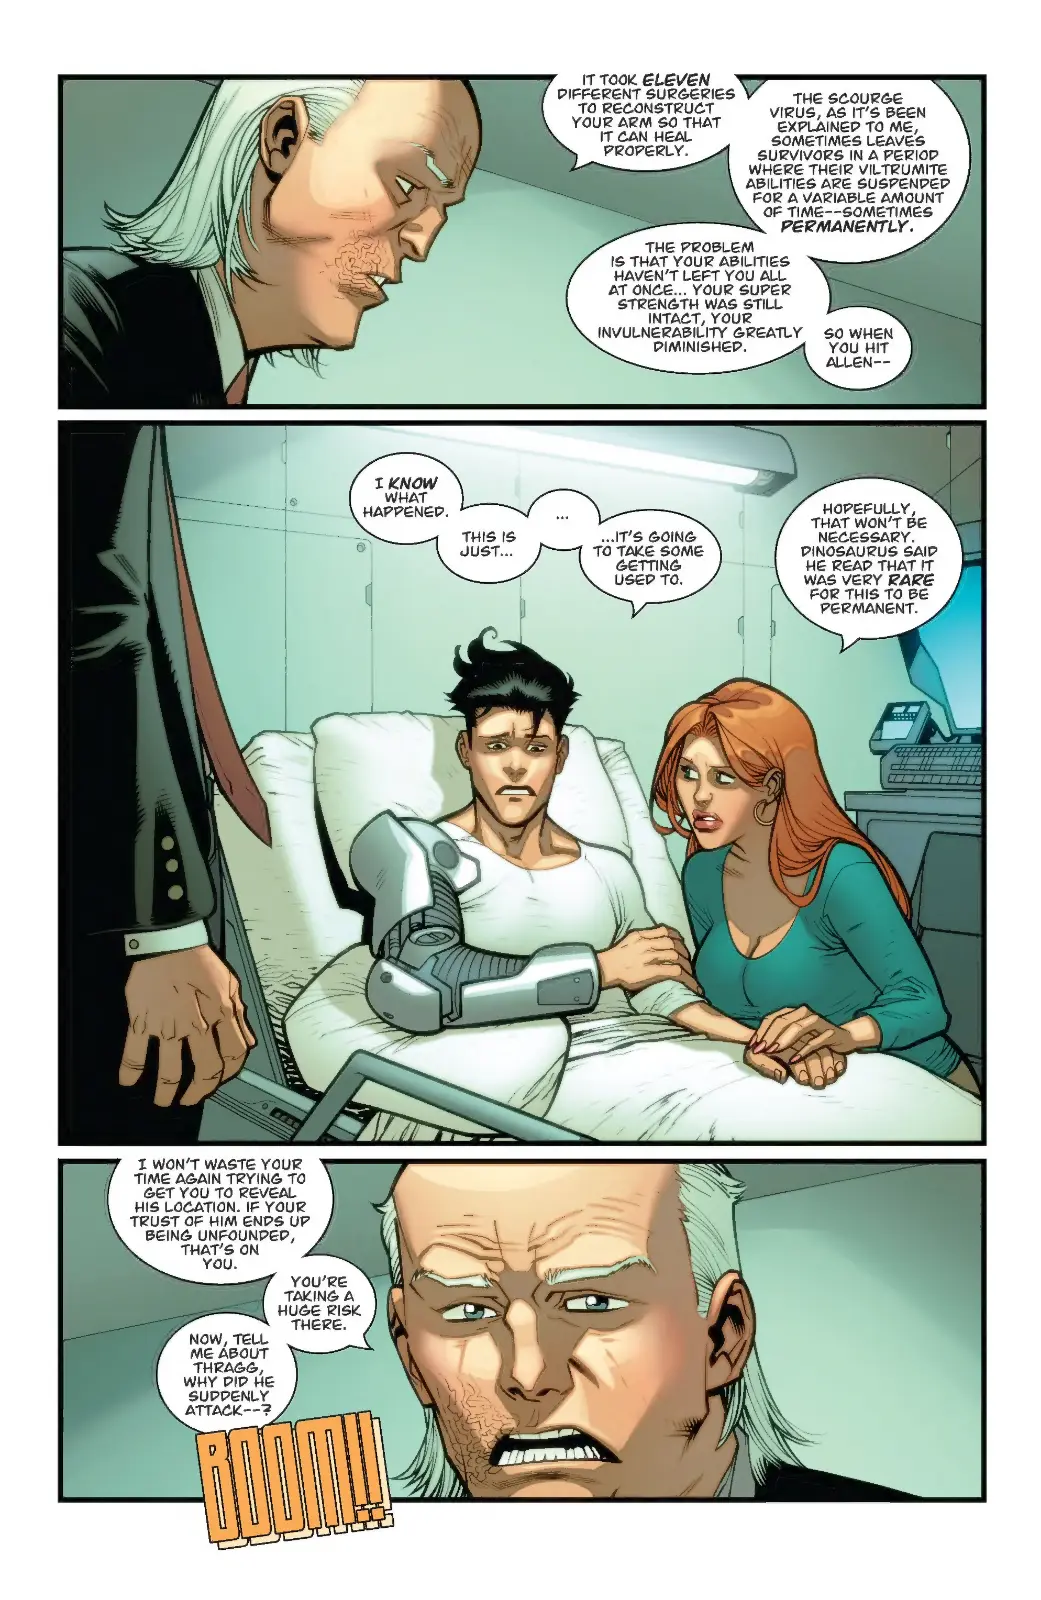 IT TOOK ELEVEN
DIFFERENT SURGERIES
TO RECONSTRUCT
YOUR ARM SO THAT
IT CAN HEAL
PROPERLY.
THE SCOURGE
VIRUS, AS IT'S BEEN
EXPLAINED TO ME,
SOMETIMES LEAVES
SURVIVORS IN A PERIOD
WHERE THEIR VILTRUMITE
ABILITIES ARE SUSPENDED
FOR A VARIABLE AMOUNT
OF TIME--SOMETIMES
PERMANENTLY.
THE PROBLEM
IS THAT YOUR ABILITIES
HAVEN'T LEFT YOU ALL
AT ONCE... YOUR SUPER
STRENGTH WAS STILL
INTACT, YOUR
INVULNERABILITY GREATLY
DIMINISHED.
SO WHEN
YOU HIT
ALLEN--
I KNOW
WHAT
HAPPENED.
THIS IS
JUST...
...
...IT'S GOING
TO TAKE SOME
GETTING
USED TO.
HOPEFULLY,
THAT WON'T BE
NECESSARY.
DINOSAURUS SAID
HE READ THAT IT
WAS VERY RARE
FOR THIS TO BE
PERMANENT.
I WON'T WASTE YOUR
TIME AGAIN TRYING TO
GET YOU TO REVEAL
HIS LOCATION. IF YOUR
TRUST OF HIM ENDS UP
BEING UNFOUNDED,
THAT'S ON
YOU.
YOU'RE
TAKING A
HUGE RISK
THERE.
NOW, TELL
ME ABOUT
THRAGG,
WHY DID HE
SUDDENLY
ATTACK--?
BOOM!!